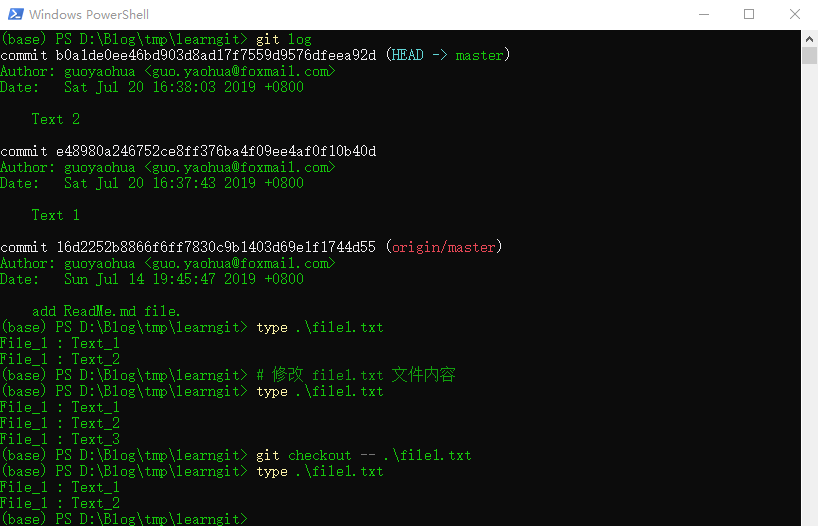 Windows PowerShell
(base) PS D:\Blog\tmp\learngit> git log
commit b0a1de0ee46bd903d8ad17f7559d9576dfeea92d (HEAD -> master)
Author: guoyaohua <guo.yaohua@foxmail.com>
Date:   Sat Jul 20 16:38:03 2019 +0800
Text 2
commit e48980a246752ce8ff376ba4f09ee4af0f10b40d
Author: guoyaohua <guo.yaohua@foxmail.com>
Date:   Sat Jul 20 16:37:43 2019 +0800
Text 1
commit 16d2252b8866f6ff7830c9b1403d69e1f1744d55 (origin/master)
Author: guoyaohua <guo.yaohua@foxmail.com>
Date:   Sun Jul 14 19:45:47 2019 +0800
add ReadMe.md file.
(base) PS D:\Blog\tmp\learngit> type .\file1.txt
File_1 : Text_1
File_1 : Text_2
(base) PS D:\Blog\tmp\learngit> # 修改 file1.txt 文件内容
(base) PS D:\Blog\tmp\learngit> type .\file1.txt
File_1 : Text_1
File_1 : Text_2
File_1 : Text_3
(base) PS D:\Blog\tmp\learngit> git checkout -- .\file1.txt
(base) PS D:\Blog\tmp\learngit> type .\file1.txt
File_1 : Text_1
File_1 : Text_2
(base) PS D:\Blog\tmp\learngit>